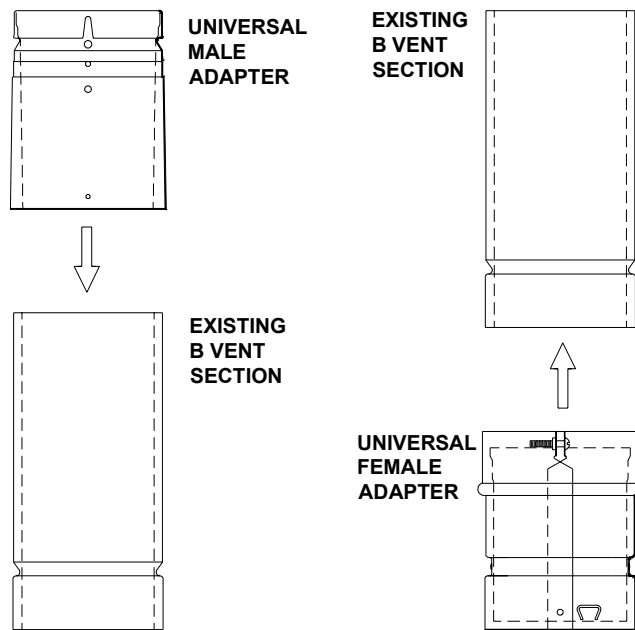 UNIVERSAL
MALE
ADAPTER
EXISTING
B VENT
SECTION
EXISTING
B VENT
SECTION
UNIVERSAL
FEMALE
ADAPTER